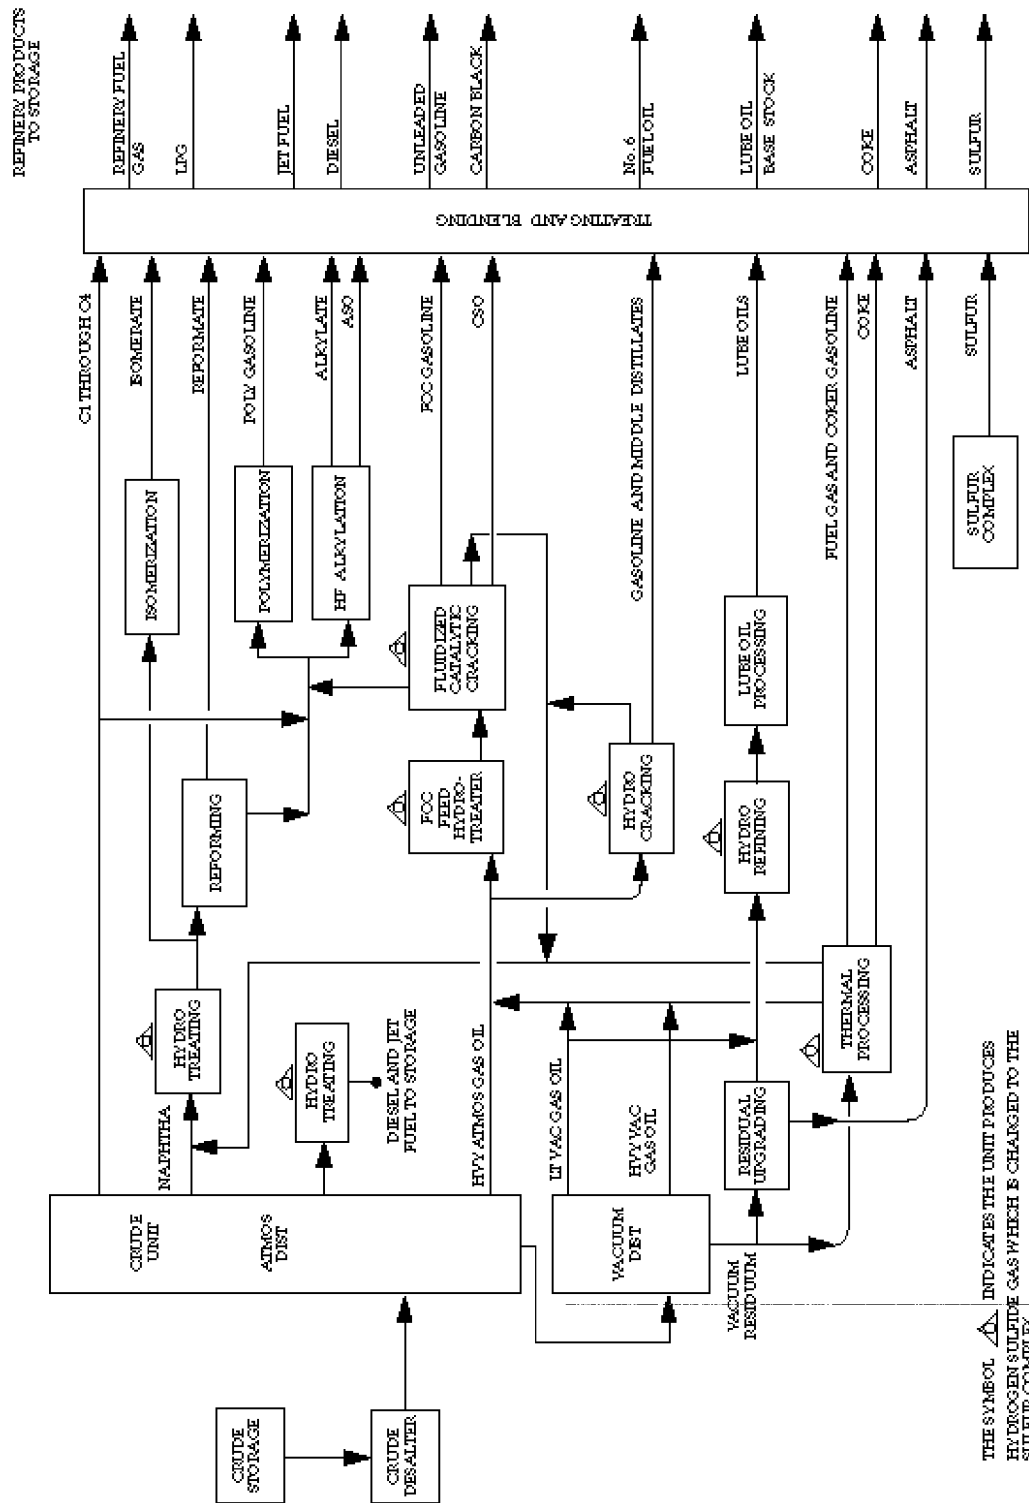 REFINERY PRODUCTS
TO STORAGE
REFINERY FUEL
GAS
LPG
JET FUEL
DIESEL
UNLEADED
GASOLINE
CARBON BLACK
No. 6
FUEL OIL
LUBE OIL
BASE STOCK
COKE
ASPHALT
SULFUR
TREATING AND BLENDING
C1 THROUGH C4
ISOMERATE
REFORMATE
POLY GASOLINE
ALKYLATE
ASO
FCC GASOLINE
CSO
GASOLINE AND MIDDLE DISTILLATES
LUBE OILS
FUEL GAS AND COKER GASOLINE
COKE
ASPHALT
SULFUR
ISOMERIZATION
POLYMERIZATION
HF ALKYLATION
FLUIDIZED
CATALYTIC
CRACKING
LUBE OIL
PROCESSING
SULFUR
COMPLEX
REFORMING
FCC
FEED
HYDRO-
TREATER
HYDRO
CRACKING
HYDRO
REFINING
HYDRO
TREATING
HYDRO
TREATING
DIESEL AND JET
FUEL TO STORAGE
THERMAL
PROCESSING
RESIDUAL
UPGRADING
NAPHTHA
HVY ATMOS GAS OIL
LT VAC GAS OIL
HVY VAC
GAS OIL
CRUDE
UNIT
ATMOS
DIST
VACUUM
DIST
VACUUM
RESIDUUM
CRUDE
STORAGE
CRUDE
DESALTER
THE SYMBOL INDICATES THE UNIT PRODUCES
HYDROGEN SULFIDE GAS WHICH IS CHARGED TO THE
SULFUR COMPLEX